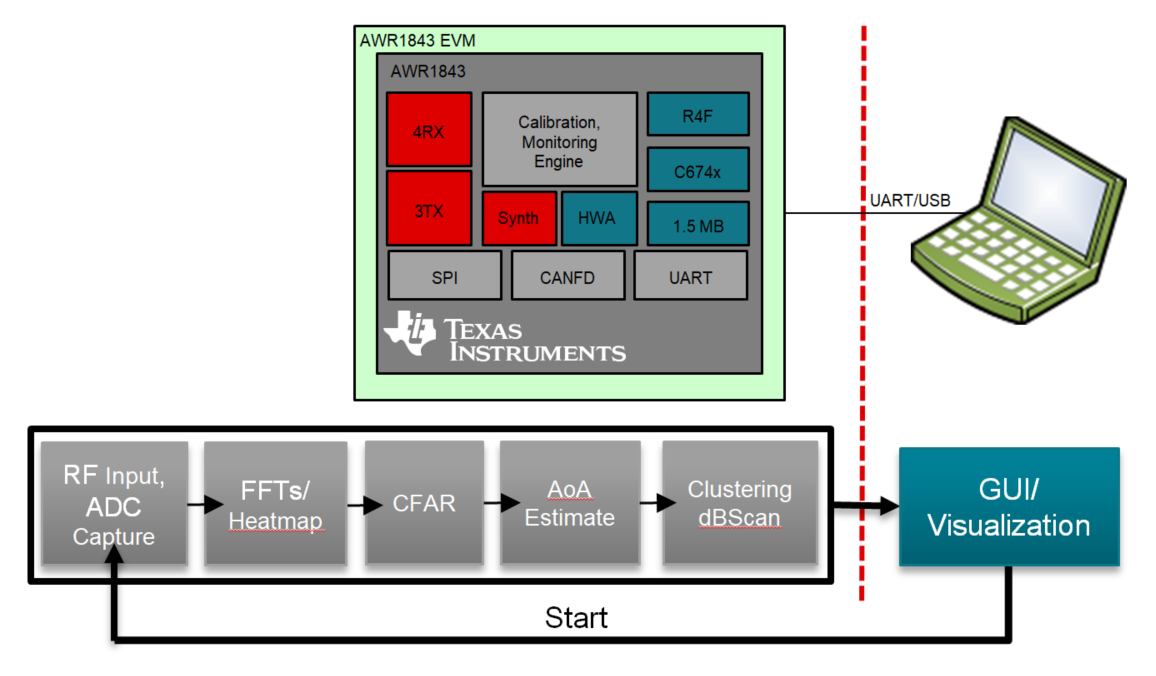 AWR1843 EVM
AWR1843
4RX
Calibration,
Monitoring
Engine
R4F
C674x
3TX
Synth
HWA
1.5 MB
SPI
CANFD
UART
TEXAS
INSTRUMENTS
UART/USB
RF Input,
ADC
Capture
FFTs/
Heatmap
CFAR
AoA
Estimate
Clustering
dBScan
GUI/
Visualization
Start